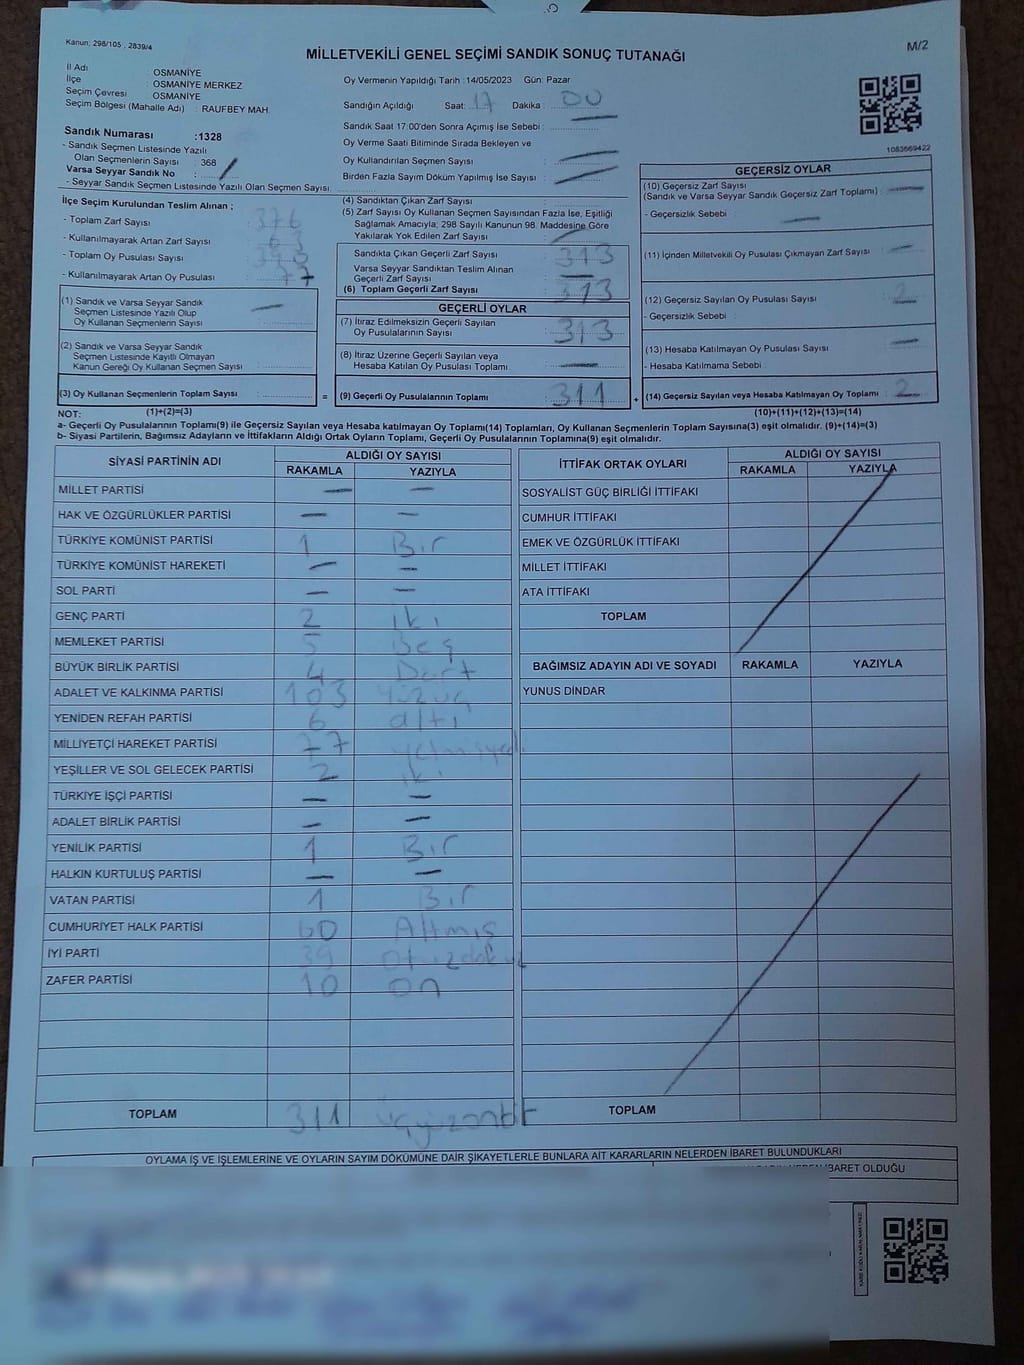 Kanun: 298/105 , 2839/4
M/2
MİLLETVEKİLİ GENEL SEÇİMİ SANDIK SONUÇ TUTANAĞI
İl Adı OSMANİYE
İlçe OSMANİYE MERKEZ
Seçim Çevresi OSMANİYE
Seçim Bölgesi (Mahalle Adı) : RAUFBEY MAH.
Sandık Numarası :1328
- Sandık Seçmen Listesinde Yazılı
Olan Seçmenlerin Sayısı : 368
Varsa Seyyar Sandık No :
- Seyyar Sandık Seçmen Listesinde Yazılı Olan Seçmen Sayısı:
Oy Vermenin Yapıldığı Tarih :14/05/2023 Gün: Pazar
Sandığın Açıldığı Saat: 17 Dakika : 00
Sandık Saat 17:00'den Sonra Açımış İse Sebebi :
Oy Verme Saati Bitiminde Sırada Bekleyen ve
Oy Kullandırılan Seçmen Sayısı :
Birden Fazla Sayım Döküm Yapılmış İse Sayısı :
1083669422
İlçe Seçim Kurulundan Teslim Alınan ;
- Toplam Zarf Sayısı : 376
- Kullanılmayarak Artan Zarf Sayısı : 63
- Toplam Oy Pusulası Sayısı : 390
- Kullanılmayarak Artan Oy Pusulası : 77
(1) Sandık ve Varsa Seyyar Sandık
Seçmen Listesinde Yazılı Olup
Oy Kullanan Seçmenlerin Sayısı :
(2) Sandık ve Varsa Seyyar Sandık
Seçmen Listesinde Kayıtlı Olmayan
Kanun Gereği Oy Kullanan Seçmen Sayısı :
(3) Oy Kullanan Seçmenlerin Toplam Sayısı :
(4) Sandıktan Çıkan Zarf Sayısı :
(5) Zarf Sayısı Oy Kullanan Seçmen Sayısından Fazla İse, Eşitliği
Sağlamak Amacıyla; 298 Sayılı Kanunun 98. Maddesine Göre
Yakılarak Yok Edilen Zarf Sayısı :
Sandıkta Çıkan Geçerli Zarf Sayısı : 313
Varsa Seyyar Sandıktan Teslim Alınan
Geçerli Zarf Sayısı :
(6) Toplam Geçerli Zarf Sayısı : 313
GEÇERLİ OYLAR
(7) İtiraz Edilmeksizin Geçerli Sayılan
Oy Pusulalarının Sayısı : 313
(8) İtiraz Üzerine Geçerli Sayılan veya
Hesaba Katılan Oy Pusulası Toplamı :
= (9) Geçerli Oy Pusulalarının Toplamı : 311 +
GEÇERSİZ OYLAR
(10) Geçersiz Zarf Sayısı
(Sandık ve Varsa Seyyar Sandık Geçersiz Zarf Toplamı) :
- Geçersizlik Sebebi :
(11) İçinden Milletvekili Oy Pusulası Çıkmayan Zarf Sayısı :
(12) Geçersiz Sayılan Oy Pusulası Sayısı : 2
- Geçersizlik Sebebi :
(13) Hesaba Katılmayan Oy Pusulası Sayısı :
- Hesaba Katılmama Sebebi :
(14) Geçersiz Sayılan veya Hesaba Katılmayan Oy Toplamı : 2
NOT: (1)+(2)=(3)
(10)+(11)+(12)+(13)=(14)
a- Geçerli Oy Pusulalarının Toplamı(9) ile Geçersiz Sayılan veya Hesaba katılmayan Oy Toplamı(14) Toplamları, Oy Kullanan Seçmenlerin Toplam Sayısına(3) eşit olmalıdır. (9)+(14)=(3)
b- Siyasi Partilerin, Bağımsız Adayların ve İttifakların Aldığı Ortak Oyların Toplamı, Geçerli Oy Pusulalarının Toplamına(9) eşit olmalıdır.
SİYASİ PARTİNİN ADI ALDIĞI OY SAYISI
RAKAMLA YAZIYLA
MİLLET PARTİSİ — —
HAK VE ÖZGÜRLÜKLER PARTİSİ — —
TÜRKİYE KOMÜNİST PARTİSİ 1 Bir
TÜRKİYE KOMÜNİST HAREKETİ — —
SOL PARTİ — —
GENÇ PARTİ 2 iki
MEMLEKET PARTİSİ 5 Beş
BÜYÜK BİRLİK PARTİSİ 4 Dört
ADALET VE KALKINMA PARTİSİ 103 Yüzüç
YENİDEN REFAH PARTİSİ 6 altı
MİLLİYETÇİ HAREKET PARTİSİ 77 yetmişyedi
YEŞİLLER VE SOL GELECEK PARTİSİ 2 iki
TÜRKİYE İŞÇİ PARTİSİ — —
ADALET BİRLİK PARTİSİ — —
YENİLİK PARTİSİ 1 Bir
HALKIN KURTULUŞ PARTİSİ — —
VATAN PARTİSİ 1 Bir
CUMHURİYET HALK PARTİSİ 60 Altmış
İYİ PARTİ 39 otuzdokuz
ZAFER PARTİSİ 10 on
TOPLAM 311 üçyüzonbir
İTTİFAK ORTAK OYLARI ALDIĞI OY SAYISI
RAKAMLA YAZIYLA
SOSYALİST GÜÇ BİRLİĞİ İTTİFAKI
CUMHUR İTTİFAKI
EMEK VE ÖZGÜRLÜK İTTİFAKI
MİLLET İTTİFAKI
ATA İTTİFAKI
TOPLAM
BAĞIMSIZ ADAYIN ADI VE SOYADI RAKAMLA YAZIYLA
YUNUS DİNDAR
TOPLAM
OYLAMA İŞ VE İŞLEMLERİNE VE OYLARIN SAYIM DÖKÜMÜNE DAİR ŞİKAYETLERLE BUNLARA AİT KARARLARIN NELERDEN İBARET BULUNDUKLARI
İBARET OLDUĞU